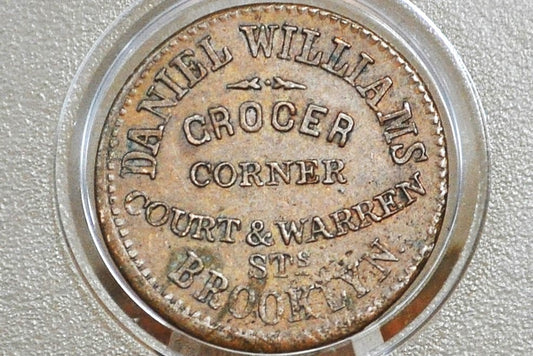 DANIEL WILLIAMS
GROCER
CORNER
COURT & WARREN
STS
BROOKLYN.